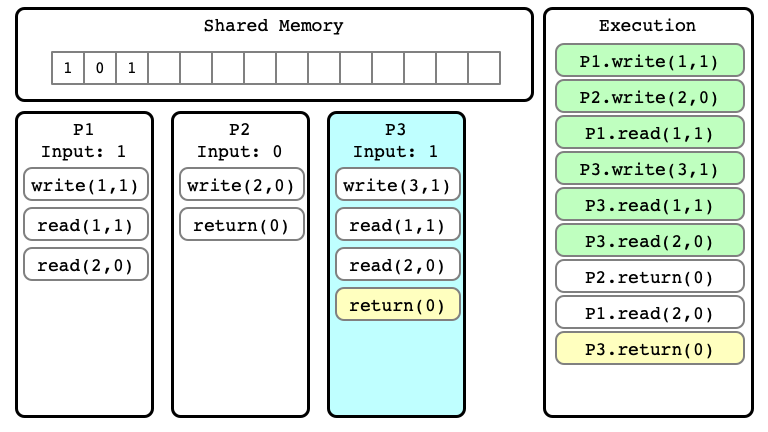 Shared Memory
1 0 1
P1
Input: 1
write(1,1)
read(1,1)
read(2,0)
P2
Input: 0
write(2,0)
return(0)
P3
Input: 1
write(3,1)
read(1,1)
read(2,0)
return(0)
Execution
P1.write(1,1)
P2.write(2,0)
P1.read(1,1)
P3.write(3,1)
P3.read(1,1)
P3.read(2,0)
P2.return(0)
P1.read(2,0)
P3.return(0)